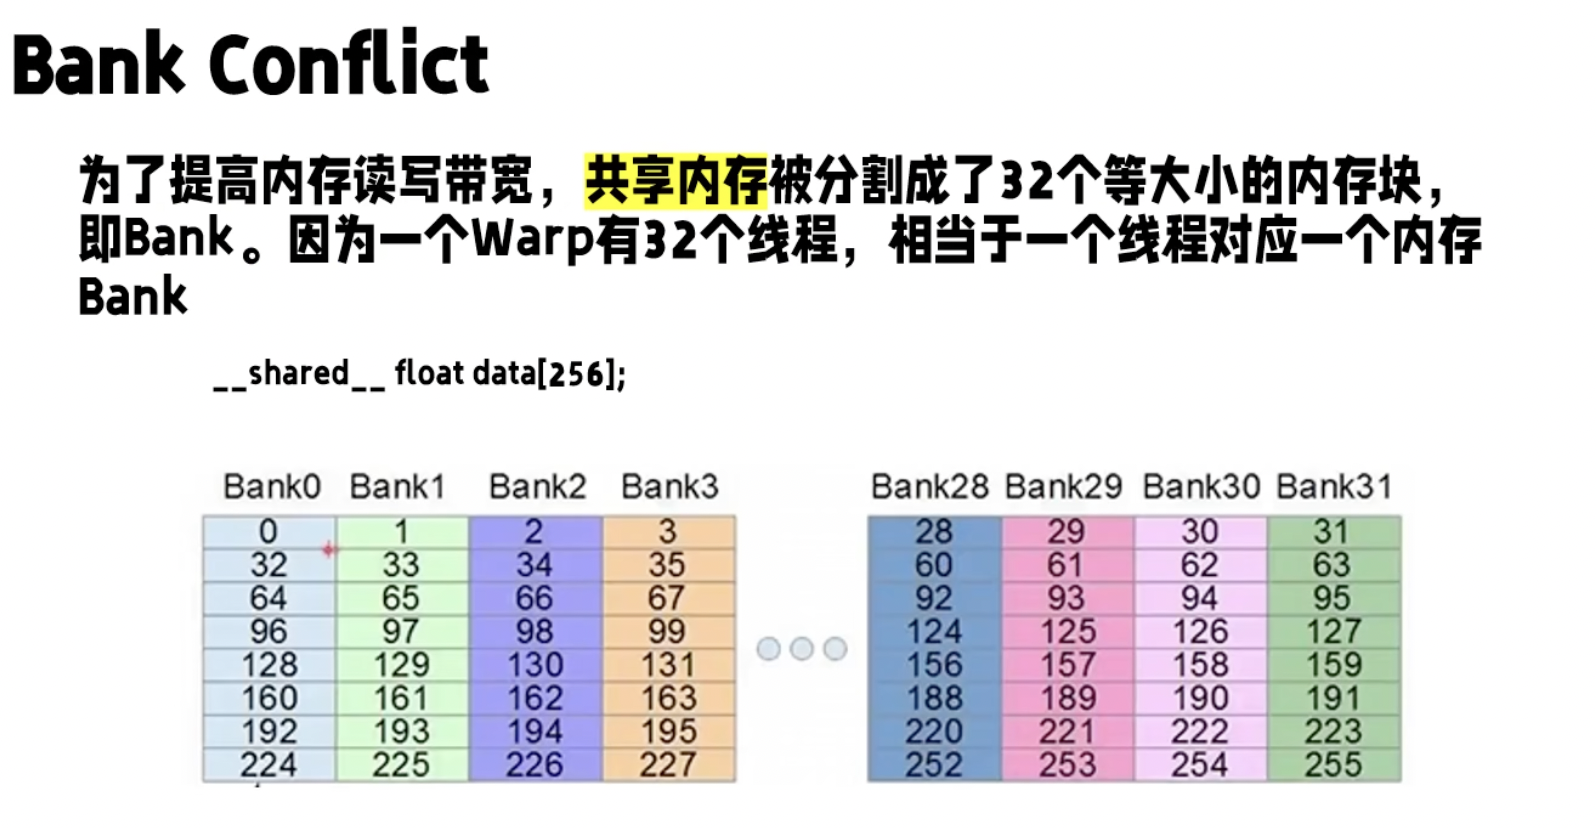 Bank Conflict
为了提高内存读写带宽，共享内存被分割成了32个等大小的内存块，
即Bank。因为一个Warp有32个线程，相当于一个线程对应一个内存
Bank
__shared__ float data[256];
Bank0 Bank1 Bank2 Bank3 Bank28 Bank29 Bank30 Bank31
0 1 2 3 28 29 30 31
32 33 34 35 60 61 62 63
64 65 66 67 92 93 94 95
96 97 98 99 124 125 126 127
128 129 130 131 156 157 158 159
160 161 162 163 188 189 190 191
192 193 194 195 220 221 222 223
224 225 226 227 252 253 254 255